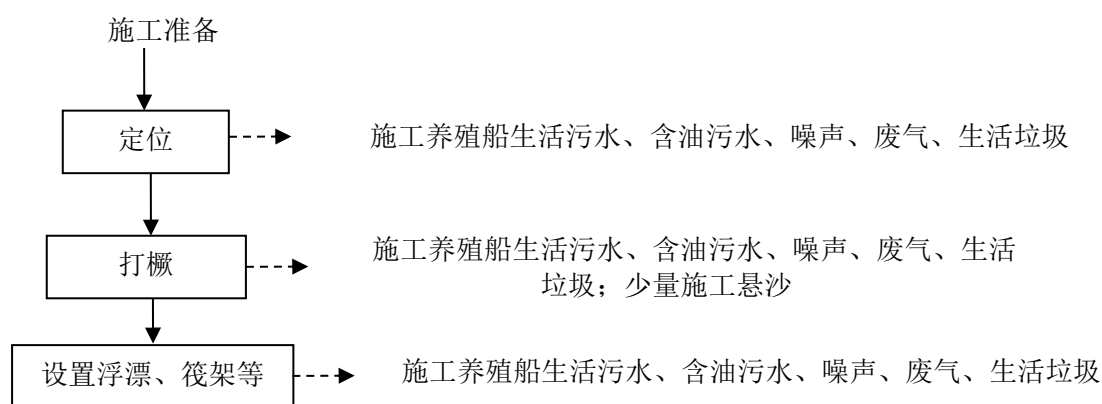 施工准备
定位
施工养殖船生活污水、含油污水、噪声、废气、生活垃圾
打橛
施工养殖船生活污水、含油污水、噪声、废气、生活
垃圾；少量施工悬沙
设置浮漂、筏架等
施工养殖船生活污水、含油污水、噪声、废气、生活垃圾